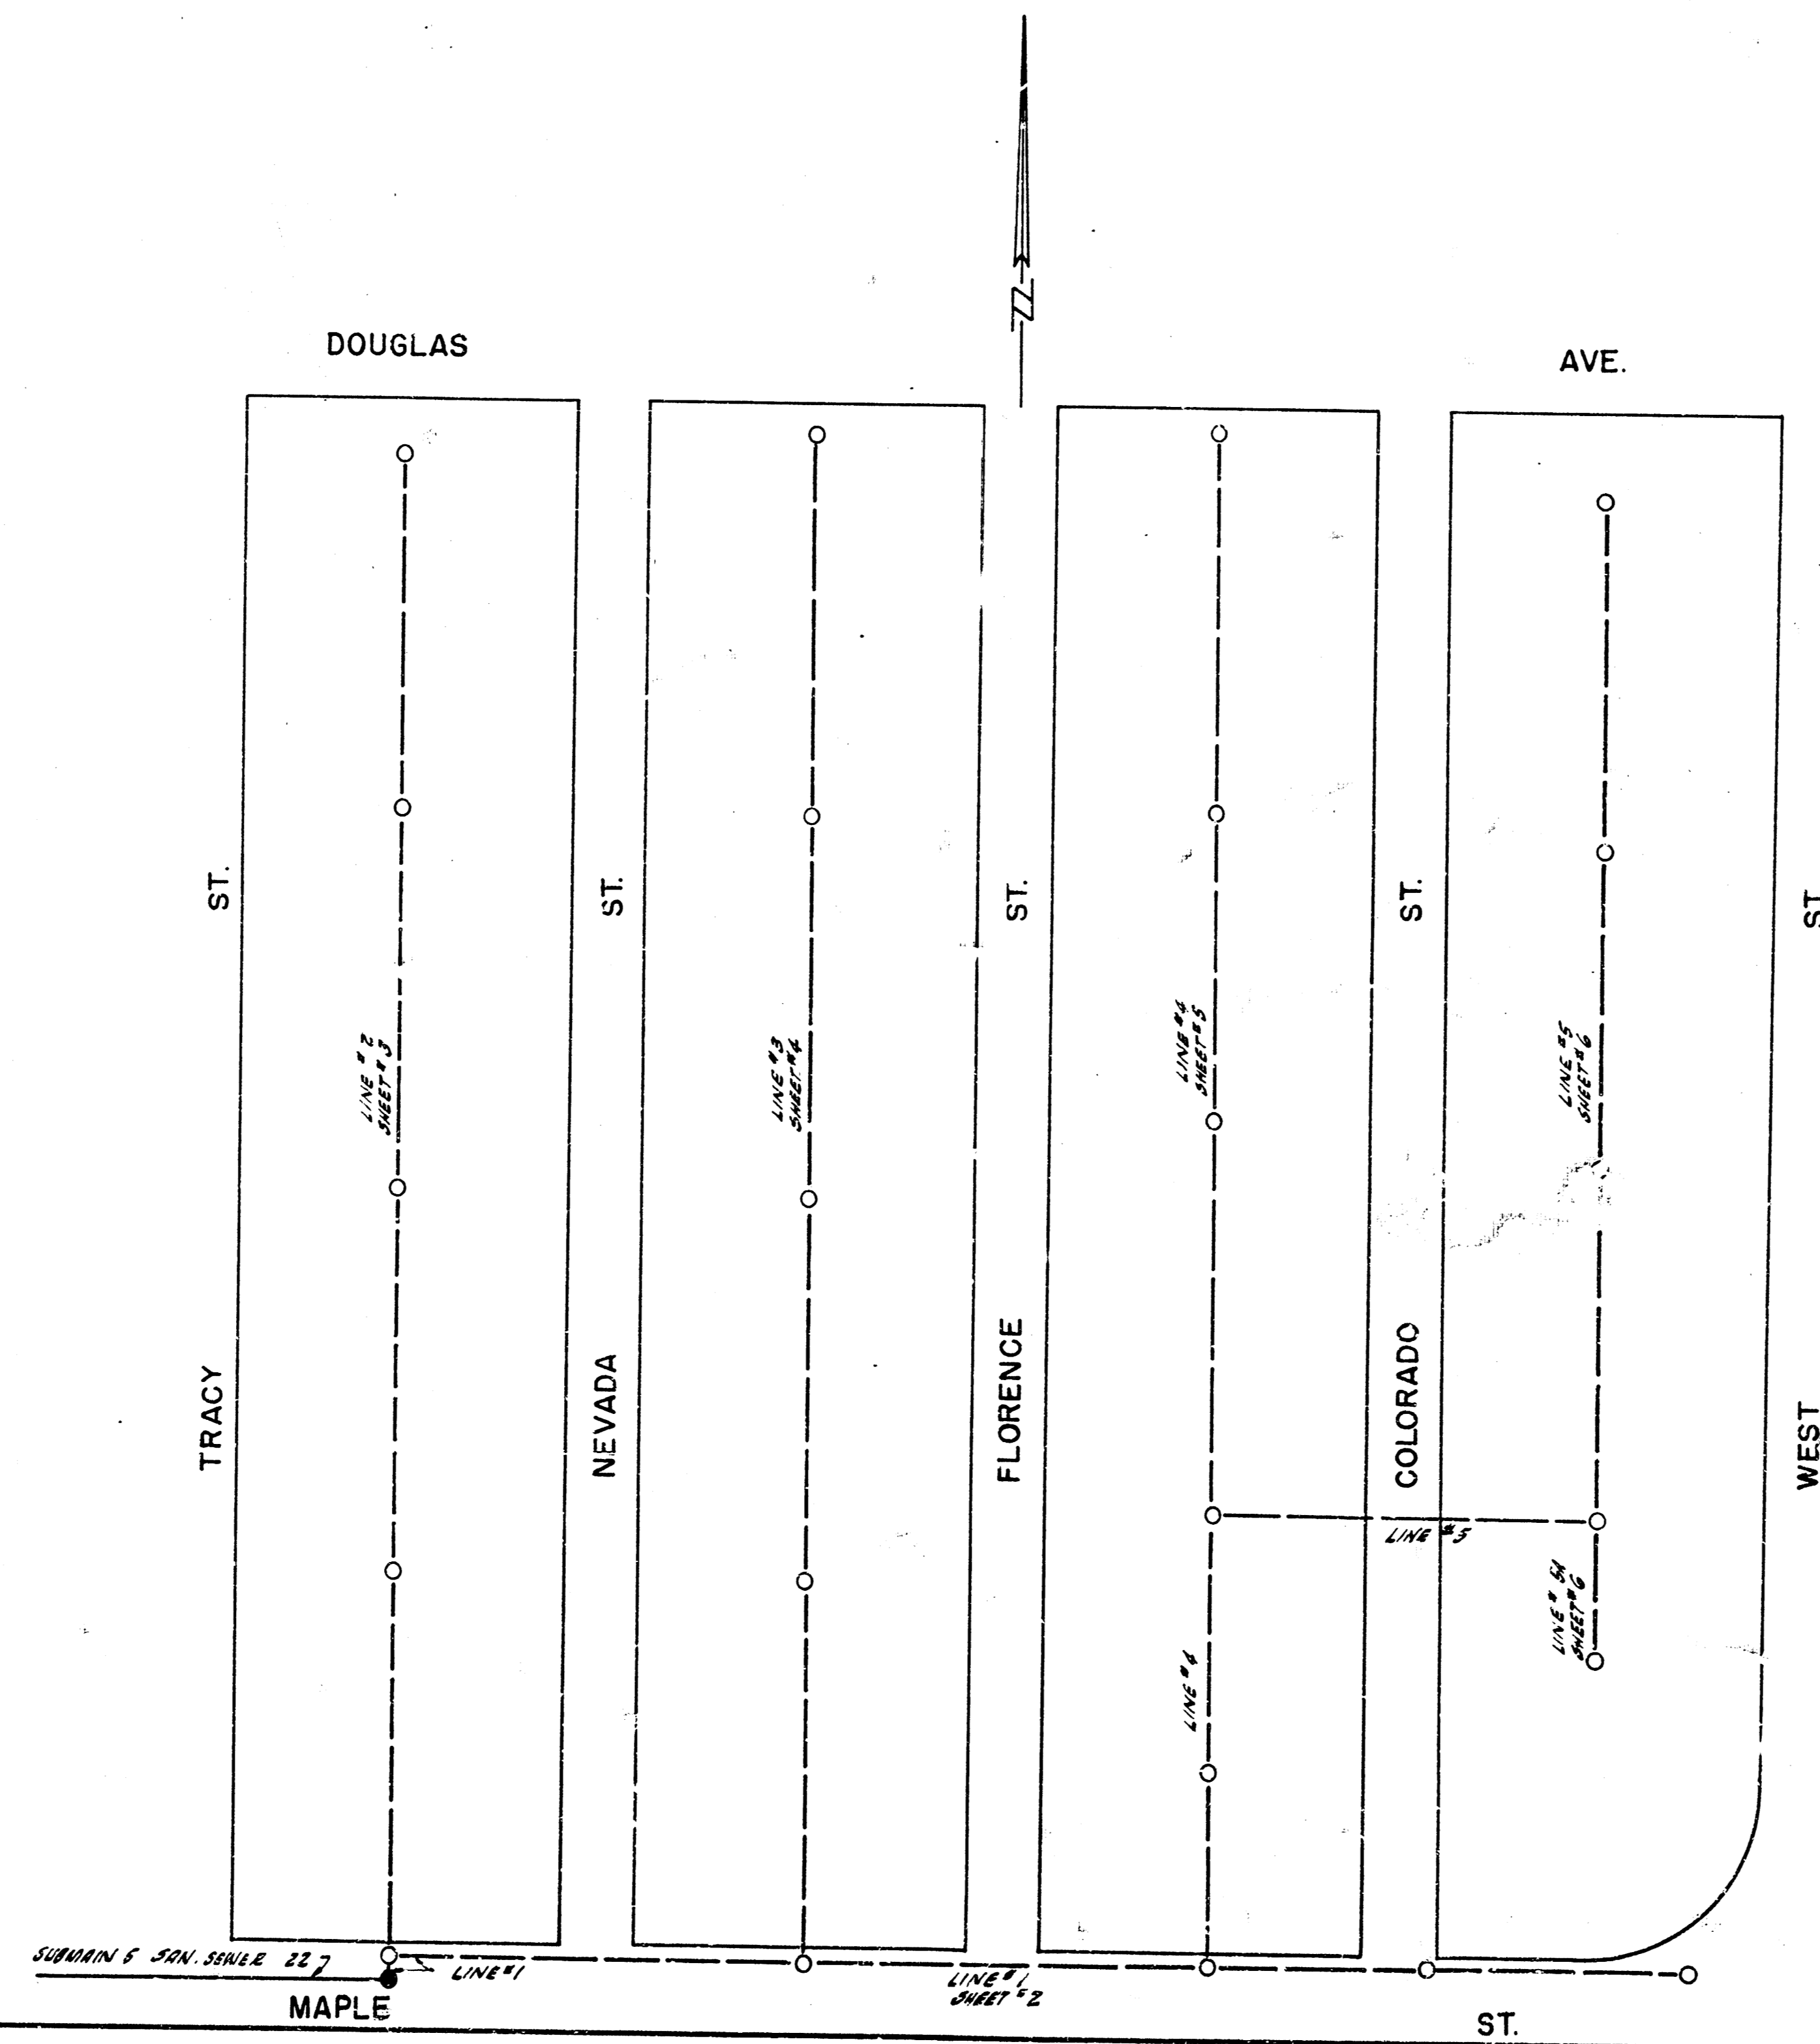 N
DOUGLAS
AVE.
ST.
ST.
ST.
ST.
ST
LINE #2
SHEET #3
LINE #3
SHEET #4
LINE #4
SHEET #5
LINE #5
SHEET #6
TRACY
NEVADA
FLORENCE
COLORADO
WEST
LINE #5
LINE # 5A
SHEET #6
LINE #4
SUBMAIN 5 SAN. SEWER 22
LINE #1
LINE #1
SHEET #2
MAPLE
ST.